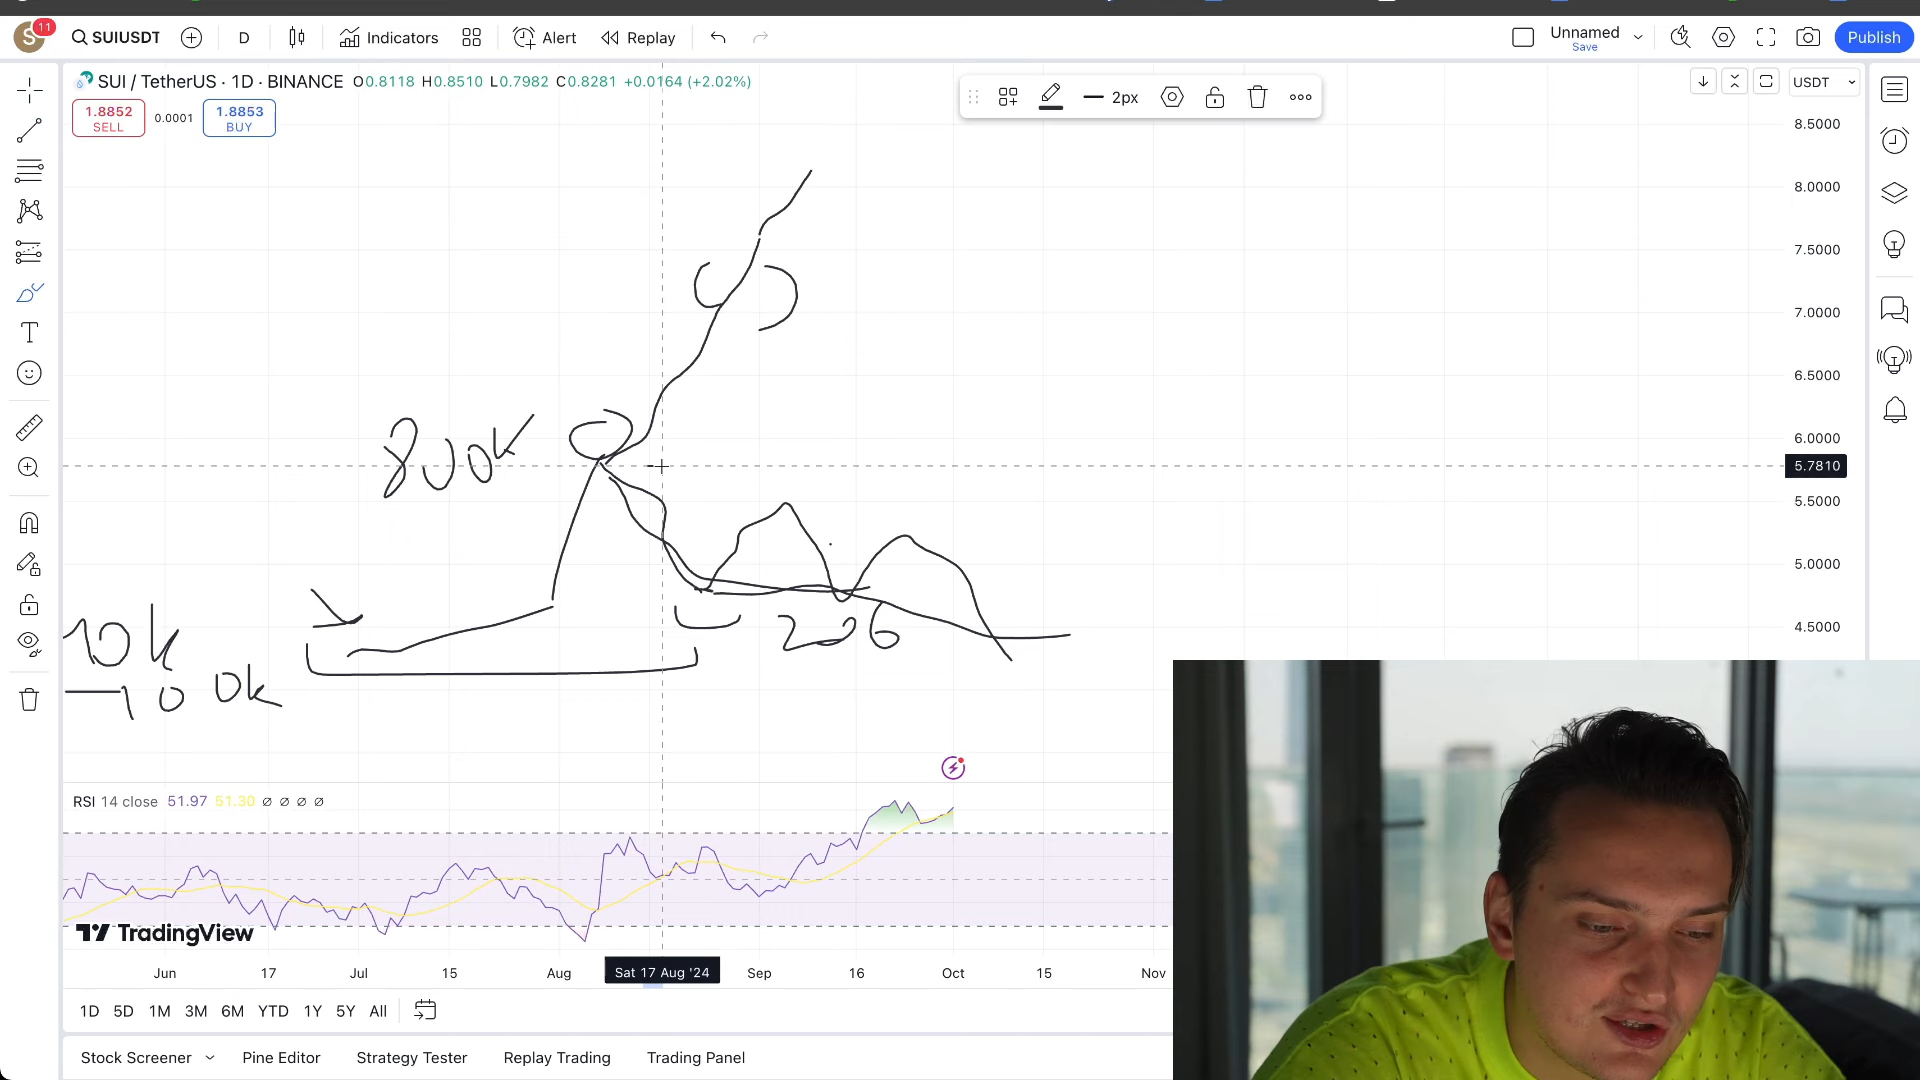 S 11 SUIUSDT D Indicators Alert Replay Unnamed Save Publish
SUI / TetherUS · 1D · BINANCE O0.8118 H0.8510 L0.7982 C0.8281 +0.0164 (+2.02%)
2px
USDT
1.8852 SELL
0.0001
1.8853 BUY
8.5000
8.0000
7.5000
7.0000
6.5000
6.0000
5.7810
5.5000
5.0000
4.5000
800K
10k
10 0k
RSI 14 close 51.97 51.30 ∅ ∅ ∅ ∅
TradingView
Jun 17 Jul 15 Aug Sat 17 Aug '24 Sep 16 Oct 15 Nov
1D 5D 1M 3M 6M YTD 1Y 5Y All
Stock Screener Pine Editor Strategy Tester Replay Trading Trading Panel